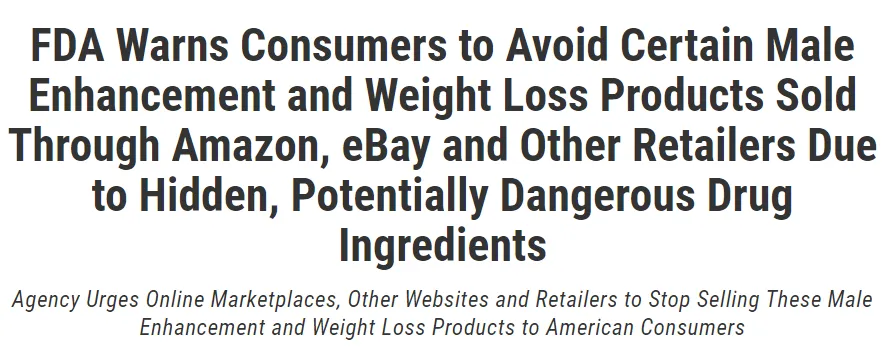 FDA Warns Consumers to Avoid Certain Male
Enhancement and Weight Loss Products Sold
Through Amazon, eBay and Other Retailers Due
to Hidden, Potentially Dangerous Drug
Ingredients
Agency Urges Online Marketplaces, Other Websites and Retailers to Stop Selling These Male
Enhancement and Weight Loss Products to American Consumers